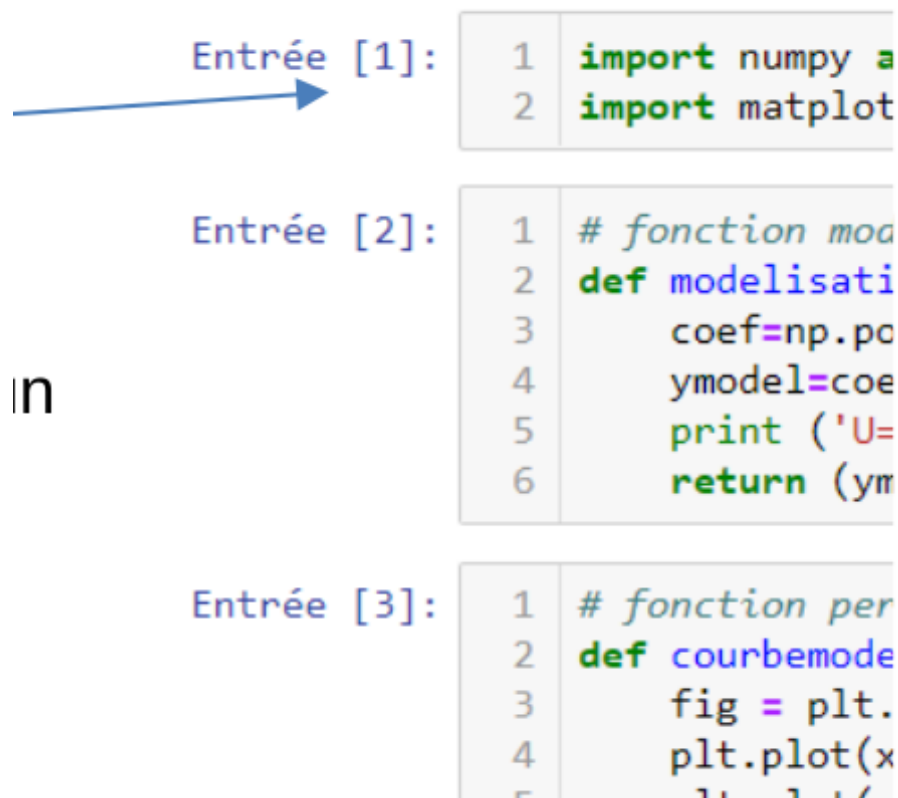 Entrée [1]:
1 import numpy a
2 import matplot
Entrée [2]:
1 # fonction mod
2 def modelisati
3 coef=np.po
4 ymodel=coe
5 print ('U=
6 return (ym
Entrée [3]:
1 # fonction per
2 def courbemode
3 fig = plt.
4 plt.plot(x